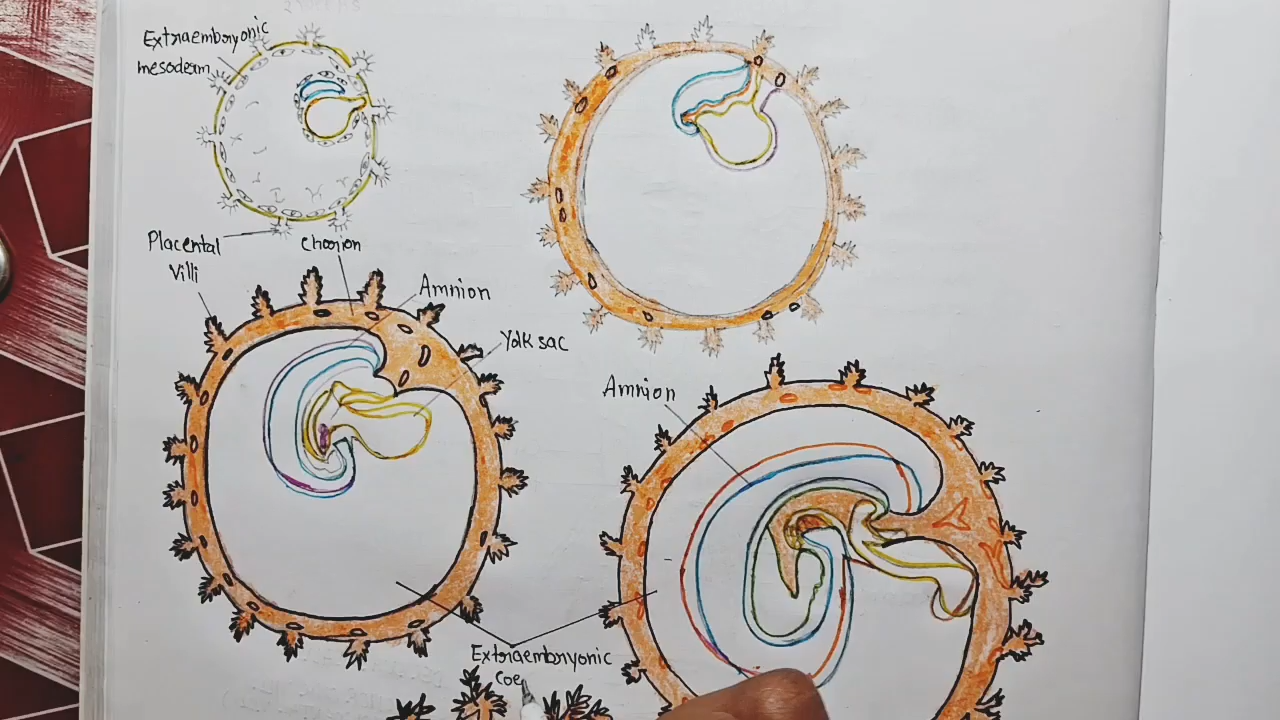 Extraembryonic
mesoderm
Placental
Villi
chorion
Amnion
Yolk sac
Amnion
Extraembryonic
Coe